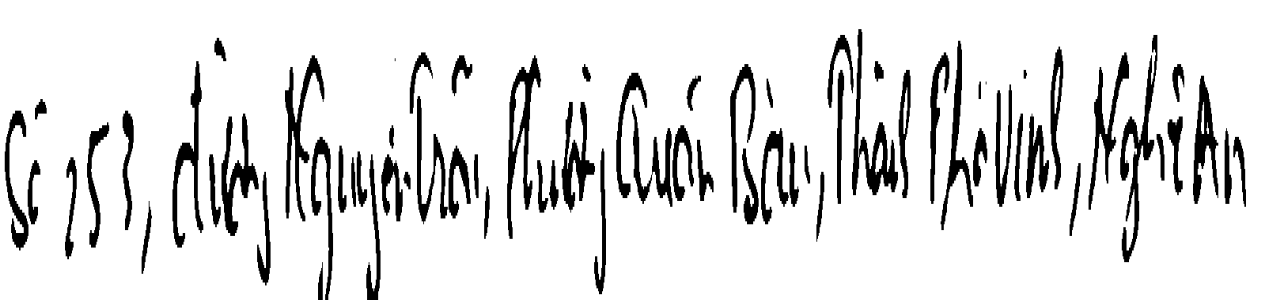 Số 253, đường Nguyễn Trãi, Phường Quán Bàu, Thành Phố Vinh, Nghệ An